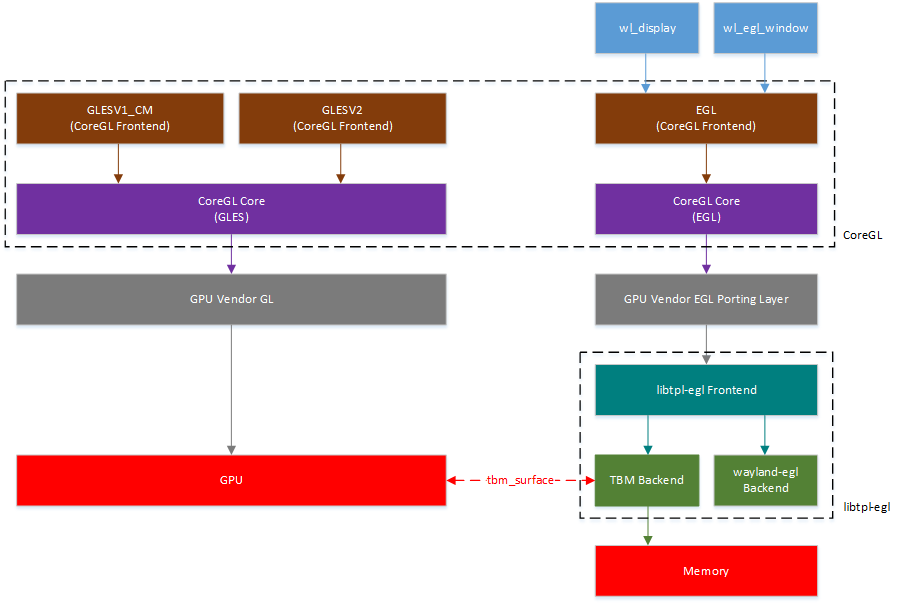 wl_display
wl_egl_window
GLESV1_CM
(CoreGL Frontend)
GLESV2
(CoreGL Frontend)
EGL
(CoreGL Frontend)
CoreGL Core
(GLES)
CoreGL Core
(EGL)
CoreGL
GPU Vendor GL
GPU Vendor EGL Porting Layer
libtpl-egl Frontend
GPU
tbm_surface
TBM Backend
wayland-egl
Backend
libtpl-egl
Memory